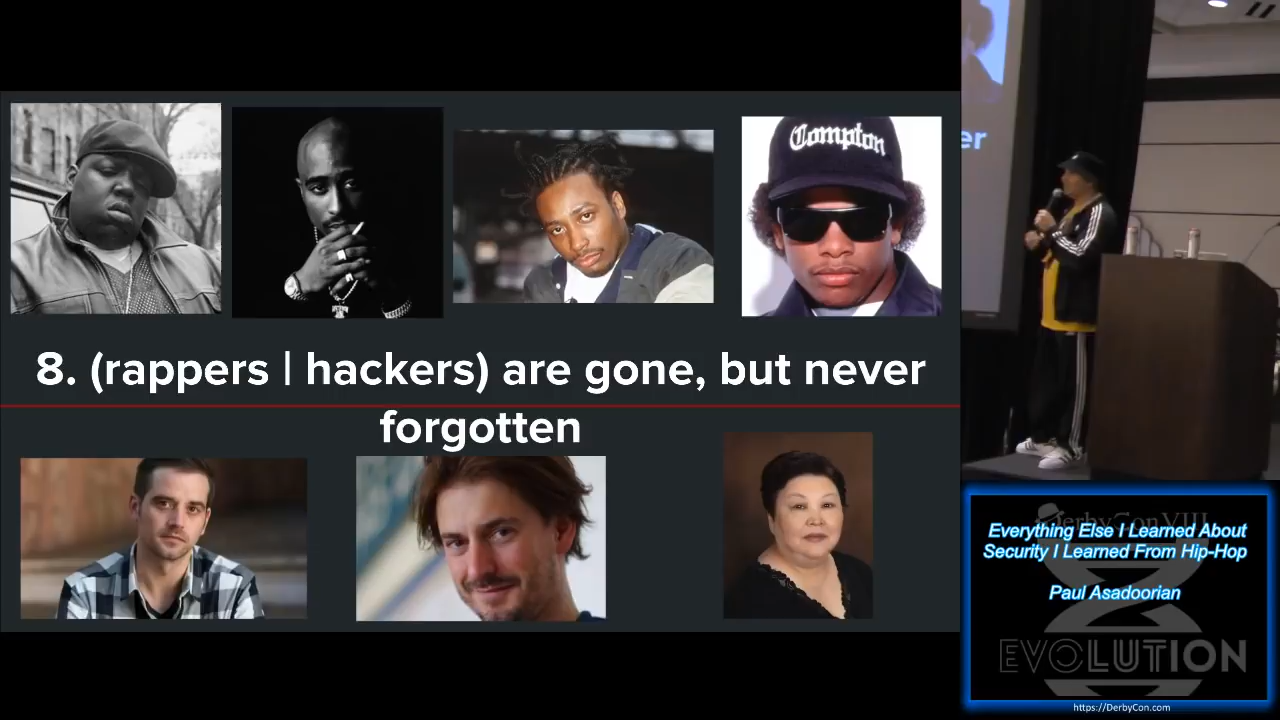 Compton
er
8. (rappers | hackers) are gone, but never
forgotten
DerbyCon VIII
Everything Else I Learned About
Security I Learned From Hip-Hop
Paul Asadoorian
EVOLUTION
https://DerbyCon.com